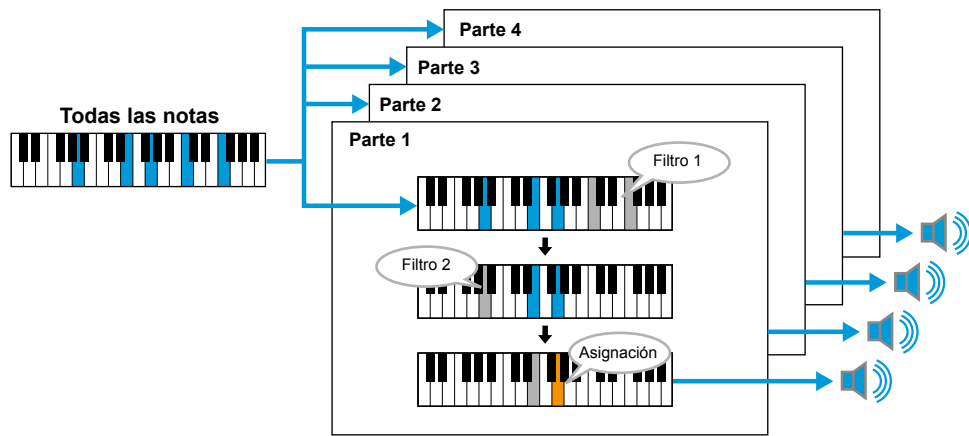 Parte 4
Parte 3
Parte 2
Todas las notas
Parte 1
Filtro 1
Filtro 2
Asignación